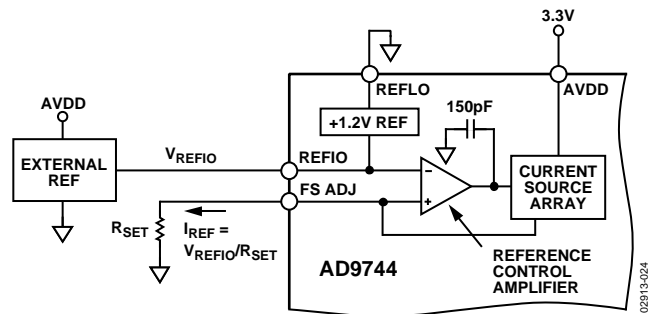 3.3V
REFLO
AVDD
AVDD
150pF
+1.2V REF
EXTERNAL
REF
VREFIO
REFIO
FS ADJ
CURRENT
SOURCE
ARRAY
RSET
IREF =
VREFIO/RSET
AD9744
REFERENCE
CONTROL
AMPLIFIER
–
+
02913-024